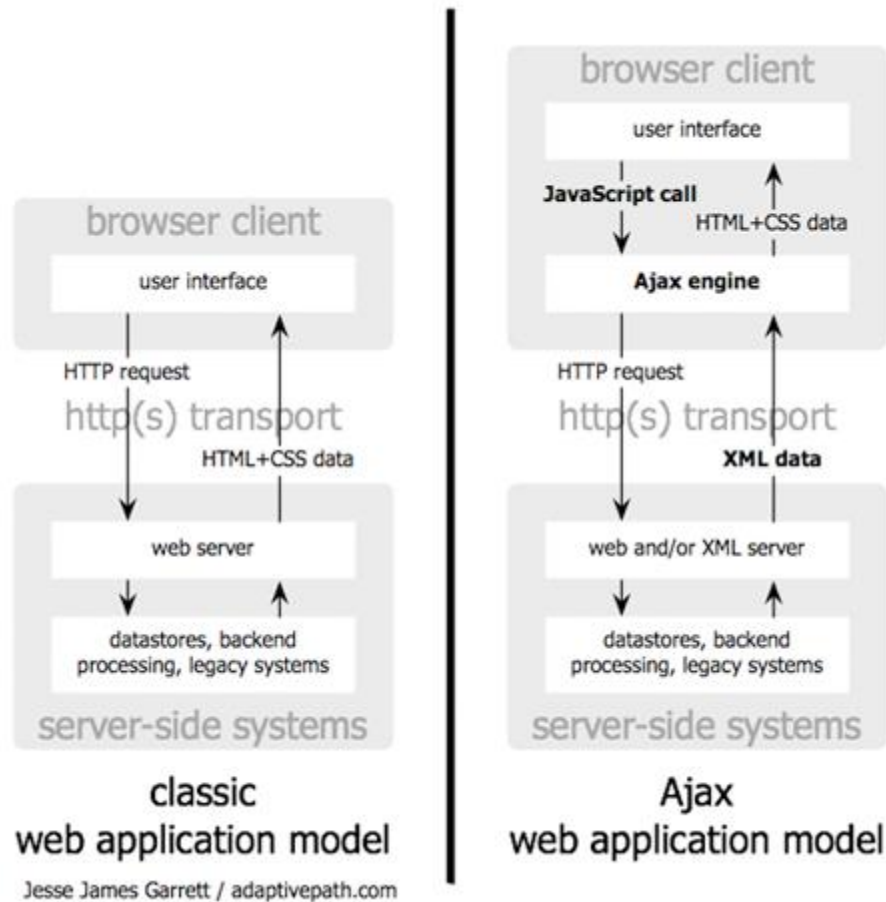 browser client
user interface
HTTP request
http(s) transport
HTML+CSS data
web server
datastores, backend
processing, legacy systems
server-side systems
classic
web application model
Jesse James Garrett / adaptivepath.com
browser client
user interface
JavaScript call
HTML+CSS data
Ajax engine
HTTP request
http(s) transport
XML data
web and/or XML server
datastores, backend
processing, legacy systems
server-side systems
Ajax
web application model